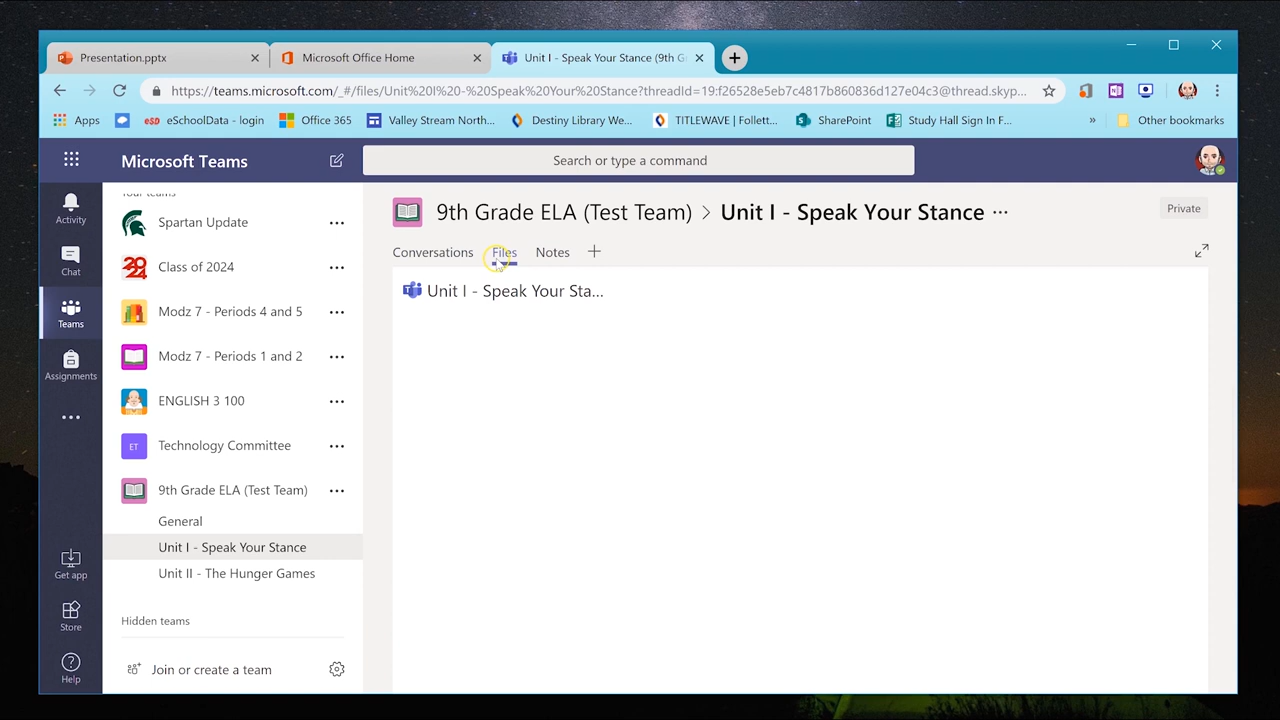 Presentation.pptx
Microsoft Office Home
Unit I - Speak Your Stance (9th G
https://teams.microsoft.com/_#/files/Unit%20I%20-%20Speak%20Your%20Stance?threadId=19:f26528e5eb7c4817b860836d127e04c3@thread.skyp...
Apps
esd eSchoolData - login
Office 365
Valley Stream North...
Destiny Library We...
TITLEWAVE | Follett...
SharePoint
Study Hall Sign In F...
»
Other bookmarks
Microsoft Teams
Search or type a command
Activity
Chat
Teams
Assignments
Get app
Store
Help
Spartan Update
2024 Class of 2024
Modz 7 - Periods 4 and 5
Modz 7 - Periods 1 and 2
ENGLISH 3 100
ET Technology Committee
9th Grade ELA (Test Team)
General
Unit I - Speak Your Stance
Unit II - The Hunger Games
Hidden teams
Join or create a team
9th Grade ELA (Test Team) > Unit I - Speak Your Stance ...
Private
Conversations Files Notes +
Unit I - Speak Your Sta...